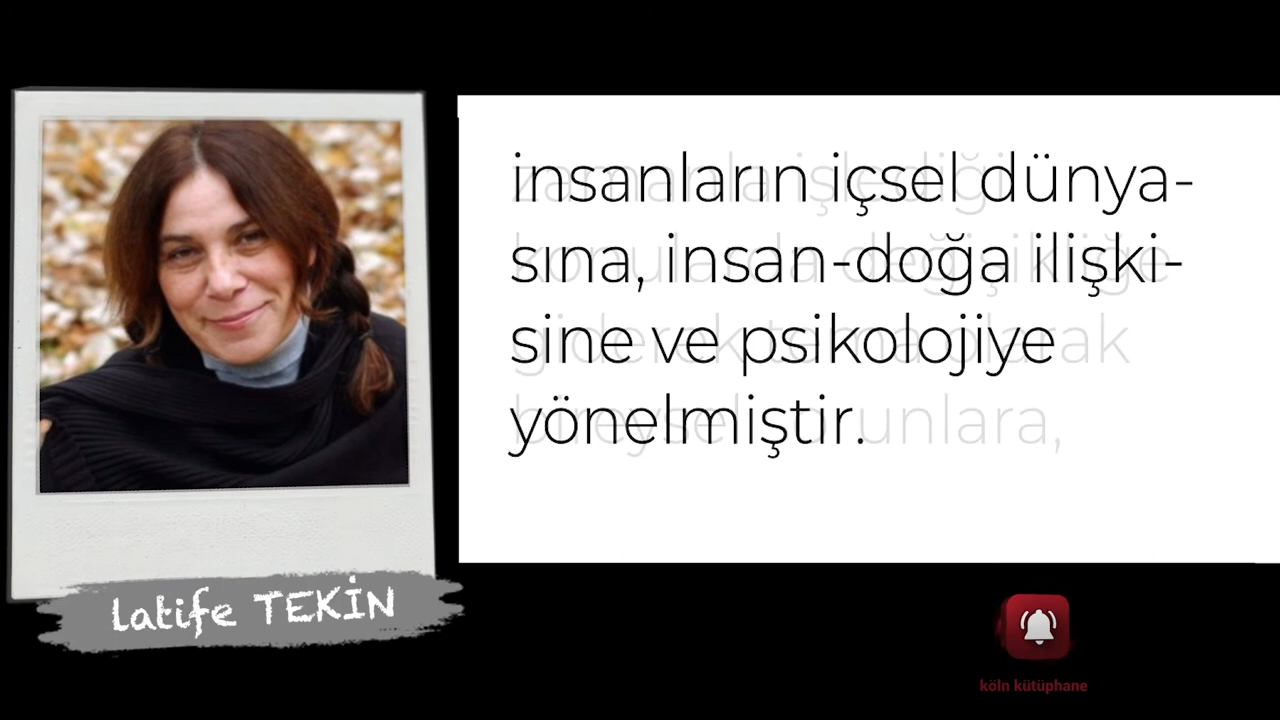 insanların içsel dünya-
sına, insan-doğa ilişki-
sine ve psikolojiye
yönelmiştir.
latife TEKİN
köln kütüphane